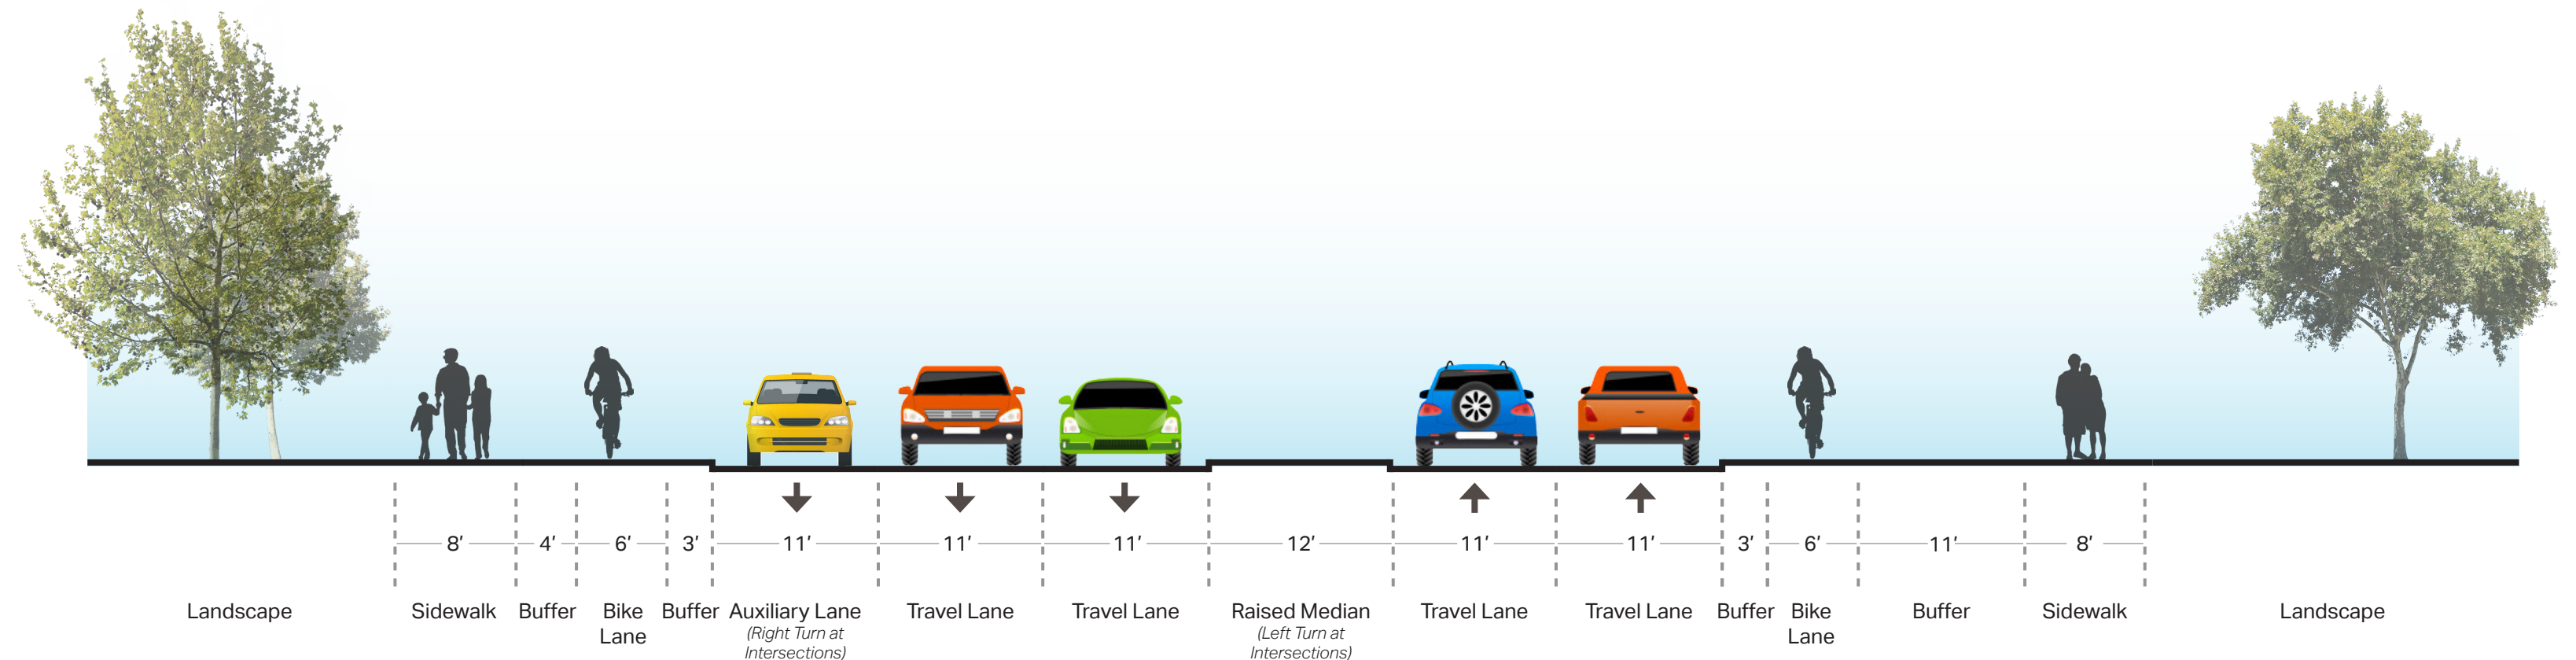 8′ 4′ 6′ 3′ 11′ 11′ 11′ 12′ 11′ 11′ 3′ 6′ 11′ 8′
Landscape Sidewalk Buffer Bike Buffer Auxiliary Lane Travel Lane Travel Lane Raised Median Travel Lane Travel Lane Buffer Bike Buffer Sidewalk Landscape
Lane (Right Turn at (Left Turn at Lane
Intersections) Intersections)